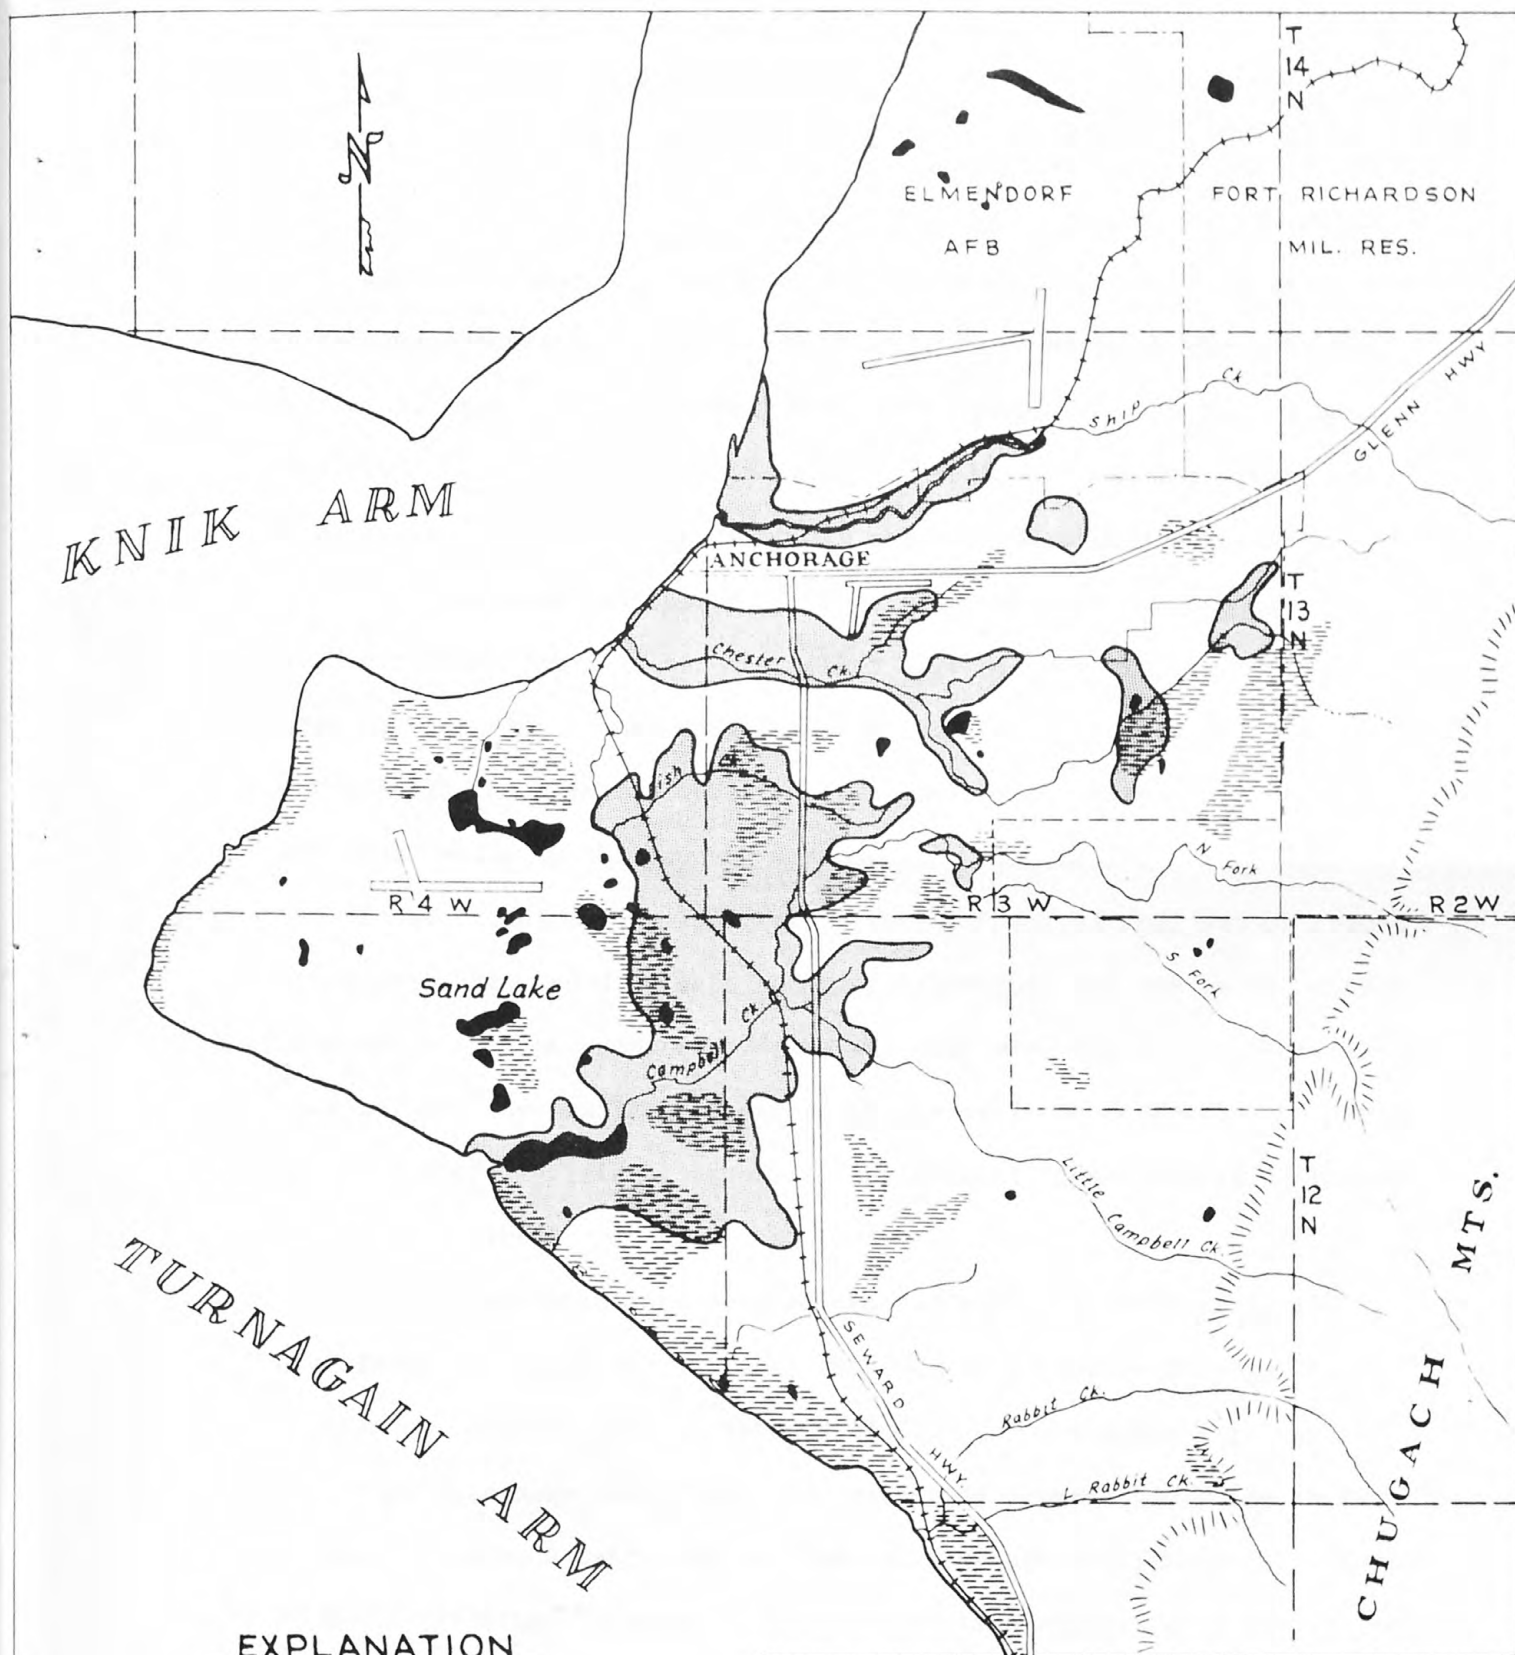 T
14
N
ELMENDORF
FORT RICHARDSON
AFB
MIL. RES.
Ship Ck
GLENN HWY
KNIK ARM
ANCHORAGE
T
13
N
Chester Ck.
ish Ck
N Fork
R 4 W
R 3 W
R 2 W
S Fork
Sand Lake
Campbell Ck
Little Campbell Ck.
T
12
N
CHUGACH MTS.
TURNAGAIN ARM
SEWARD HWY
Rabbit Ck.
L Rabbit Ck.
EXPLANATION